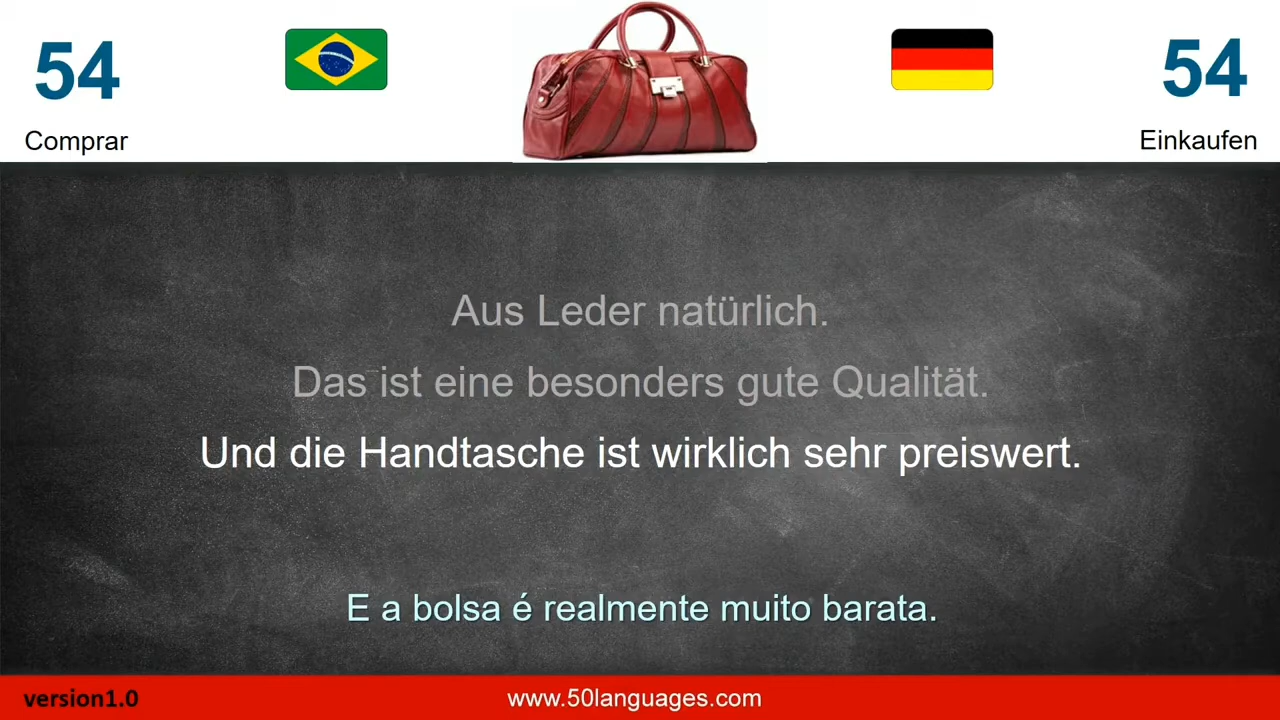 54
54
Comprar
Einkaufen
Aus Leder natürlich.
Das ist eine besonders gute Qualität.
Und die Handtasche ist wirklich sehr preiswert.
E a bolsa é realmente muito barata.
version1.0
www.50languages.com